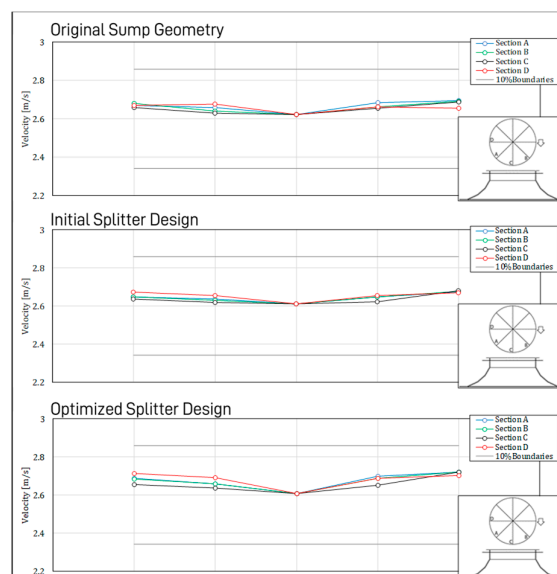 Original Sump Geometry
3
2.8
2.6
2.4
2.2
Velocity [m/s]
Section A
Section B
Section C
Section D
10%Boundaries
D
A
C
B
Initial Splitter Design
3
2.8
2.6
2.4
2.2
Velocity [m/s]
Section A
Section B
Section C
Section D
10%Boundaries
D
A
C
B
Optimized Splitter Design
3
2.8
2.6
2.4
2.2
Velocity [m/s]
Section A
Section B
Section C
Section D
10%Boundaries
D
A
C
B